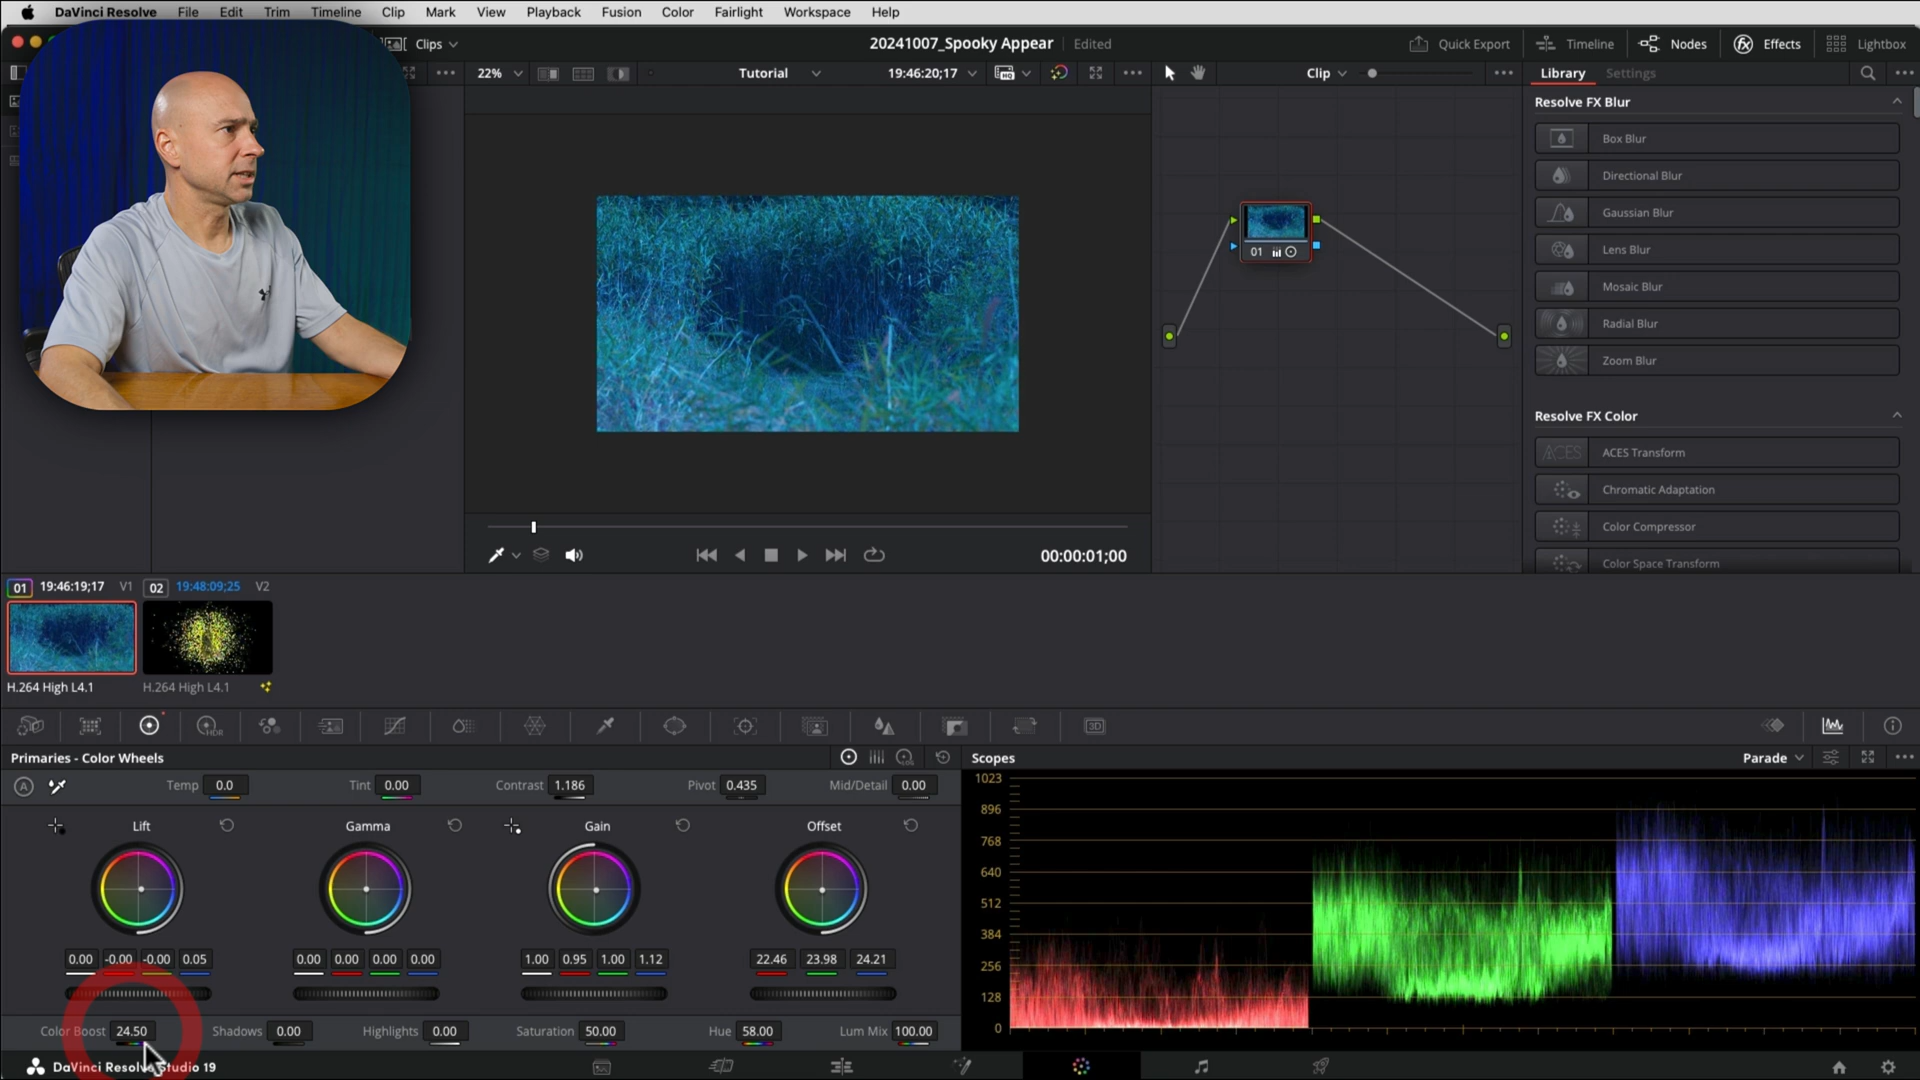 DaVinci Resolve File Edit Trim Timeline Clip Mark View Playback Fusion Color Fairlight Workspace Help
Clips 20241007_Spooky Appear Edited Quick Export Timeline Nodes Effects Lightbox
22% Tutorial 19:46:20;17 Clip Library Settings
Resolve FX Blur
Box Blur
Directional Blur
Gaussian Blur
Lens Blur
Mosaic Blur
Radial Blur
Zoom Blur
01
Resolve FX Color
ACES ACES Transform
Chromatic Adaptation
Color Compressor
Color Space Transform
00:00:01;00
01 19:46:19;17 V1 02 19:48:09;25 V2
H.264 High L4.1 H.264 High L4.1
HDR 3D
Primaries - Color Wheels
Scopes Parade
A Temp 0.0 Tint 0.00 Contrast 1.186 Pivot 0.435 Mid/Detail 0.00
Lift Gamma Gain Offset
0.00 -0.00 -0.00 0.05 0.00 0.00 0.00 0.00 1.00 0.95 1.00 1.12 22.46 23.98 24.21
Color Boost 24.50 Shadows 0.00 Highlights 0.00 Saturation 50.00 Hue 58.00 Lum Mix 100.00
1023
896
768
640
512
384
256
128
0
DaVinci Resolve Studio 19